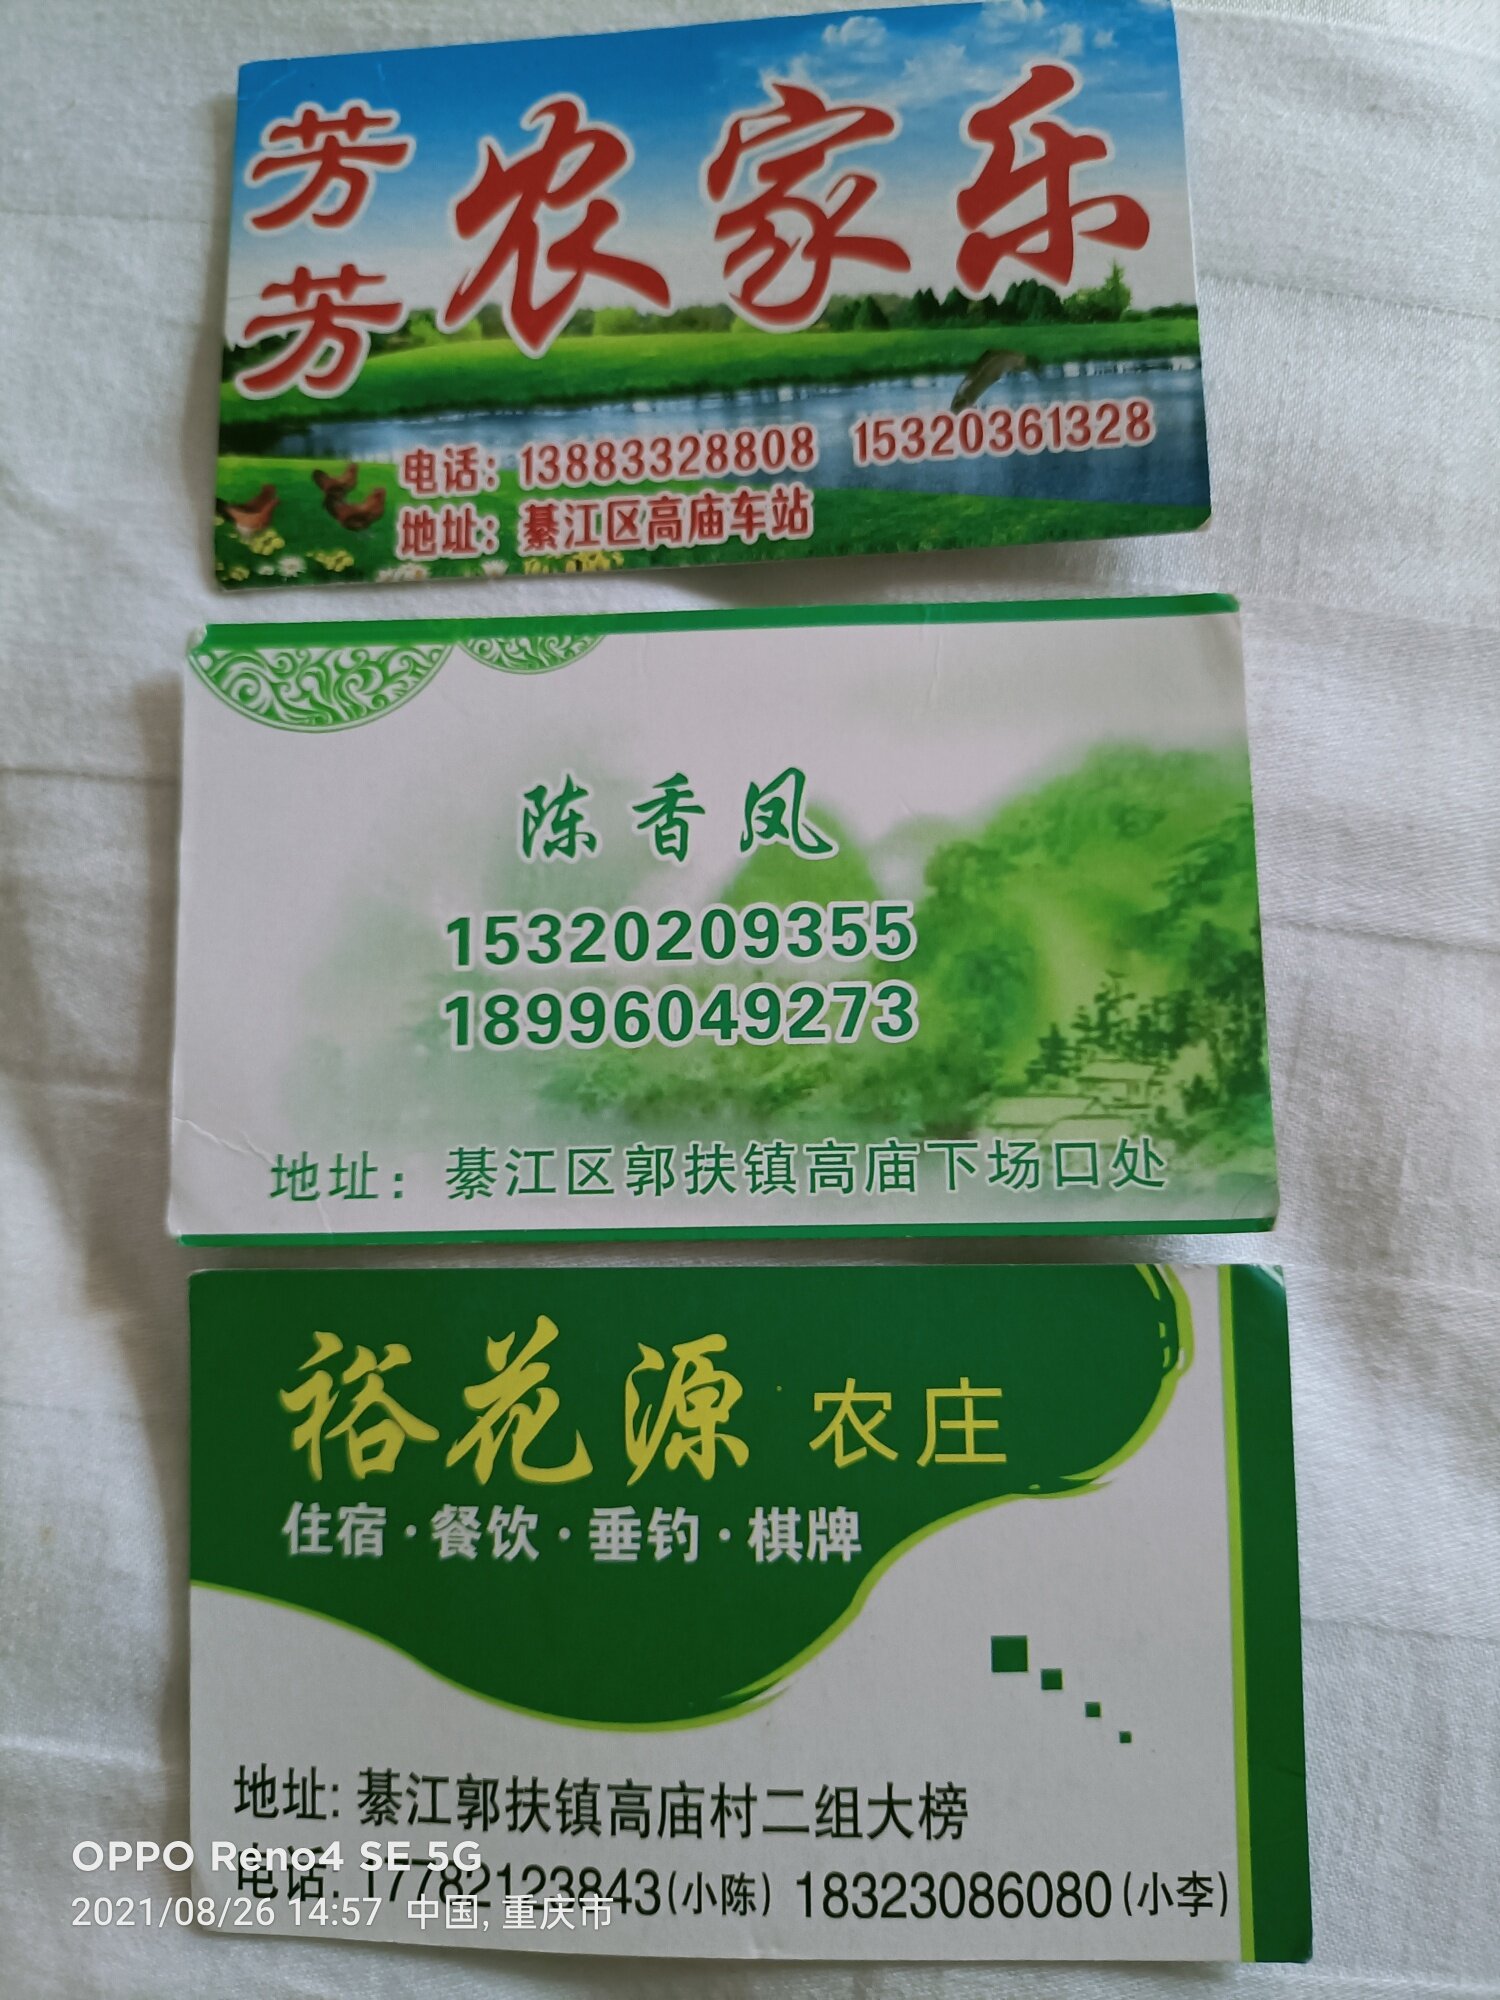 芳芳农家乐
电话：13883328808 15320361328
地址：綦江区高庙车站
陈香凤
15320209355
18996049273
地址：綦江区郭扶镇高庙下场口处
裕花源 农庄
住宿·餐饮·垂钓·棋牌
地址:綦江郭扶镇高庙村二组大榜
电话:17782123843(小陈) 18323086080(小李)
OPPO Reno4 SE 5G
2021/08/26 14:57 中国, 重庆市